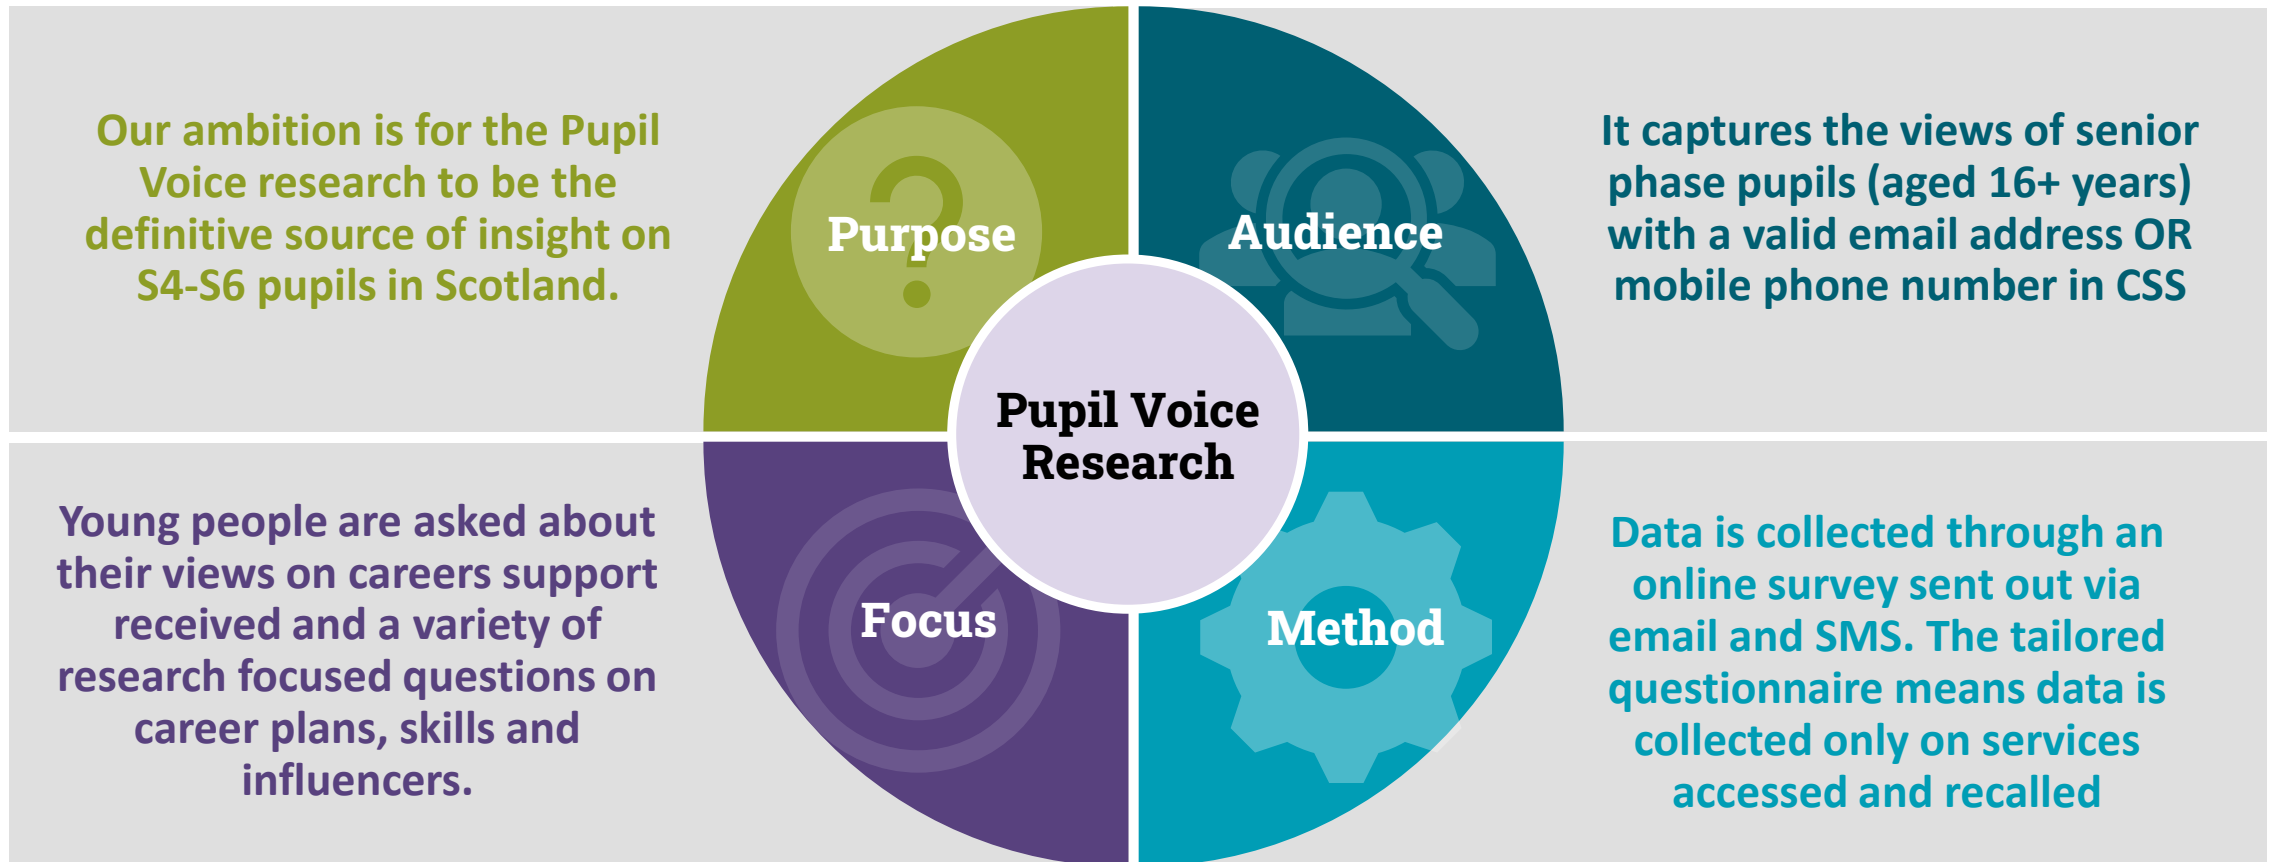 Our ambition is for the Pupil
Voice research to be the
definitive source of insight on
S4-S6 pupils in Scotland.
Purpose
Audience
It captures the views of senior
phase pupils (aged 16+ years)
with a valid email address OR
mobile phone number in CSS
Pupil Voice
Research
Young people are asked about
their views on careers support
received and a variety of
research focused questions on
career plans, skills and
influencers.
Focus
Method
Data is collected through an
online survey sent out via
email and SMS. The tailored
questionnaire means data is
collected only on services
accessed and recalled